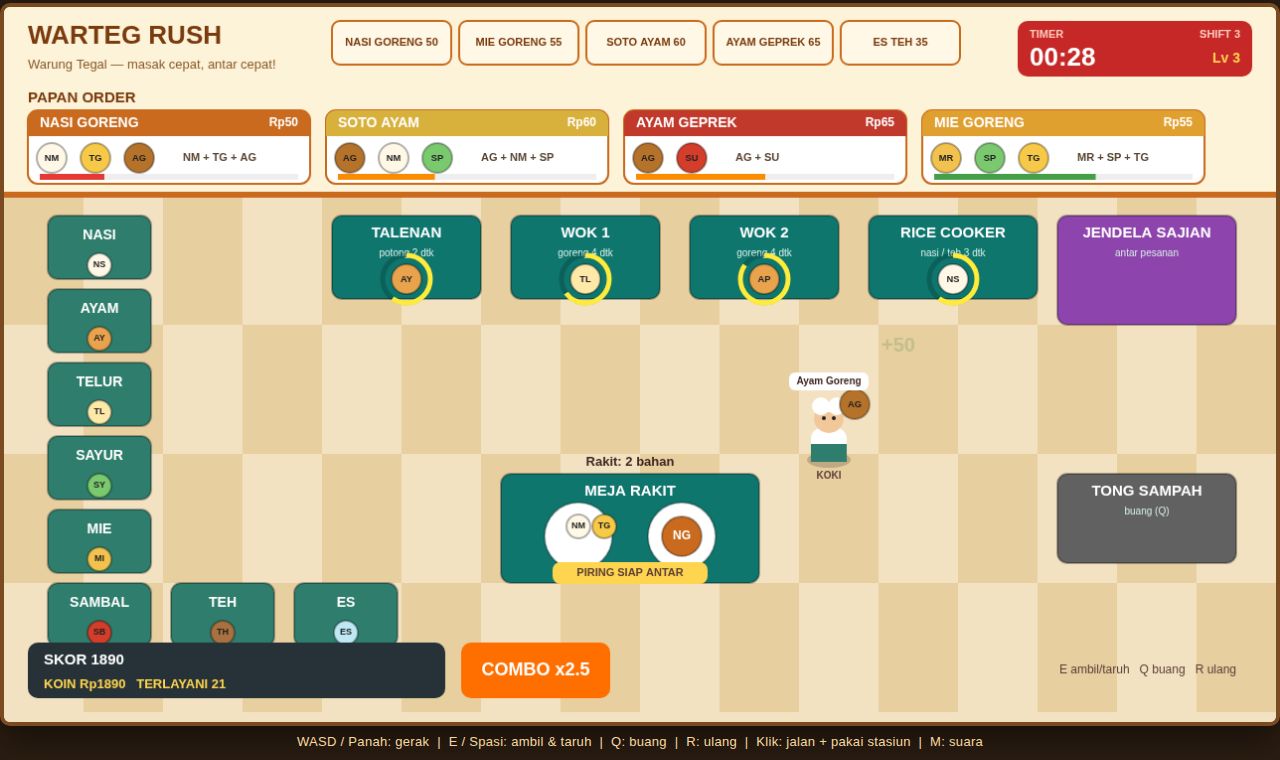 WARTEG RUSH
Warung Tegal — masak cepat, antar cepat!
NASI GORENG 50
MIE GORENG 55
SOTO AYAM 60
AYAM GEPREK 65
ES TEH 35
TIMER
SHIFT 3
00:28
Lv 3
PAPAN ORDER
NASI GORENG Rp50
NM TG AG NM + TG + AG
SOTO AYAM Rp60
AG NM SP AG + NM + SP
AYAM GEPREK Rp65
AG SU AG + SU
MIE GORENG Rp55
MR SP TG MR + SP + TG
NASI
NS
AYAM
AY
TELUR
TL
SAYUR
SY
MIE
MI
SAMBAL
SB
TEH
TH
ES
ES
TALENAN
potong 2 dtk
AY
WOK 1
goreng 4 dtk
TL
WOK 2
goreng 4 dtk
AP
RICE COOKER
nasi / teh 3 dtk
NS
JENDELA SAJIAN
antar pesanan
+50
Ayam Goreng
AG
KOKI
Rakit: 2 bahan
MEJA RAKIT
NM TG
NG
PIRING SIAP ANTAR
TONG SAMPAH
buang (Q)
SKOR 1890
KOIN Rp1890 TERLAYANI 21
COMBO x2.5
E ambil/taruh Q buang R ulang
WASD / Panah: gerak | E / Spasi: ambil & taruh | Q: buang | R: ulang | Klik: jalan + pakai stasiun | M: suara